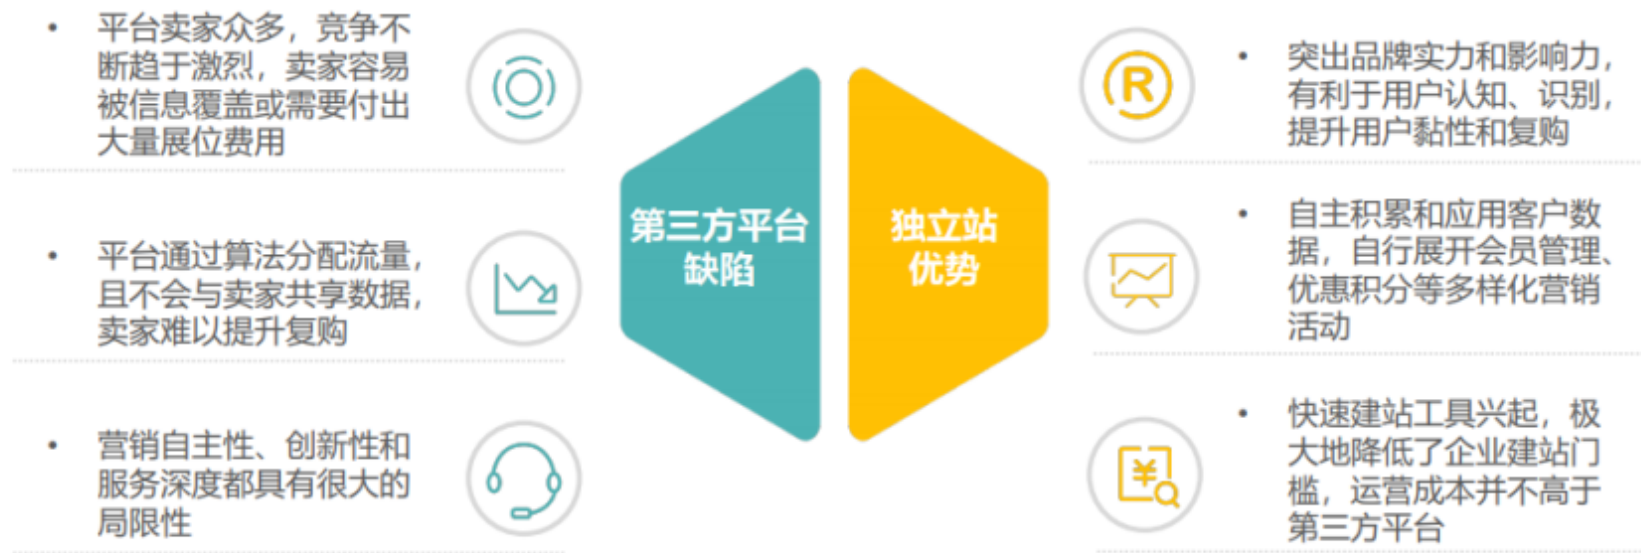 • 平台卖家众多，竞争不
断趋于激烈，卖家容易
被信息覆盖或需要付出
大量展位费用
• 平台通过算法分配流量，
且不会与卖家共享数据，
卖家难以提升复购
• 营销自主性、创新性和
服务深度都具有很大的
局限性
第三方平台
缺陷
独立站
优势
R
• 突出品牌实力和影响力，
有利于用户认知、识别，
提升用户黏性和复购
• 自主积累和应用客户数
据，自行展开会员管理、
优惠积分等多样化营销
活动
¥
• 快速建站工具兴起，极
大地降低了企业建站门
槛，运营成本并不高于
第三方平台